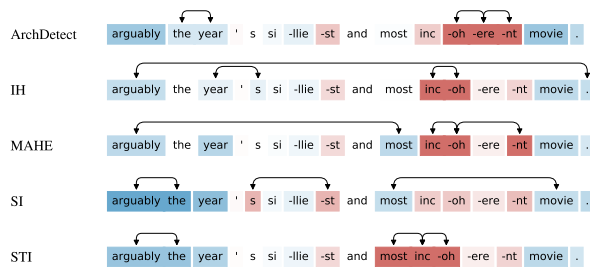 ArchDetect arguably the year ' s si -llie -st and most inc -oh -ere -nt movie .
IH arguably the year ' s si -llie -st and most inc -oh -ere -nt movie .
MAHE arguably the year ' s si -llie -st and most inc -oh -ere -nt movie .
SI arguably the year ' s si -llie -st and most inc -oh -ere -nt movie .
STI arguably the year ' s si -llie -st and most inc -oh -ere -nt movie .